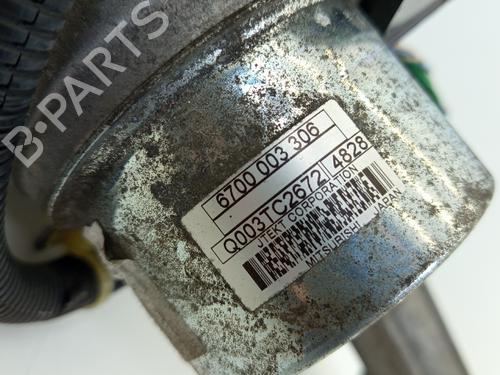 B-PARTS
6700 003 306
Q003TC2672 4828
JTEKT CORPORATION
MITSUBISHI JAPAN